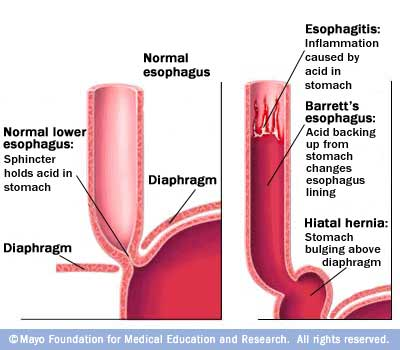 Normal
esophagus
Normal lower
esophagus:
Sphincter
holds acid in
stomach
Diaphragm
Diaphragm
Esophagitis:
Inflammation
caused by
acid in
stomach
Barrett's
esophagus:
Acid backing
up from
stomach
changes
esophagus
lining
Hiatal hernia:
Stomach
bulging above
diaphragm
©Mayo Foundation for Medical Education and Research. All rights reserved.